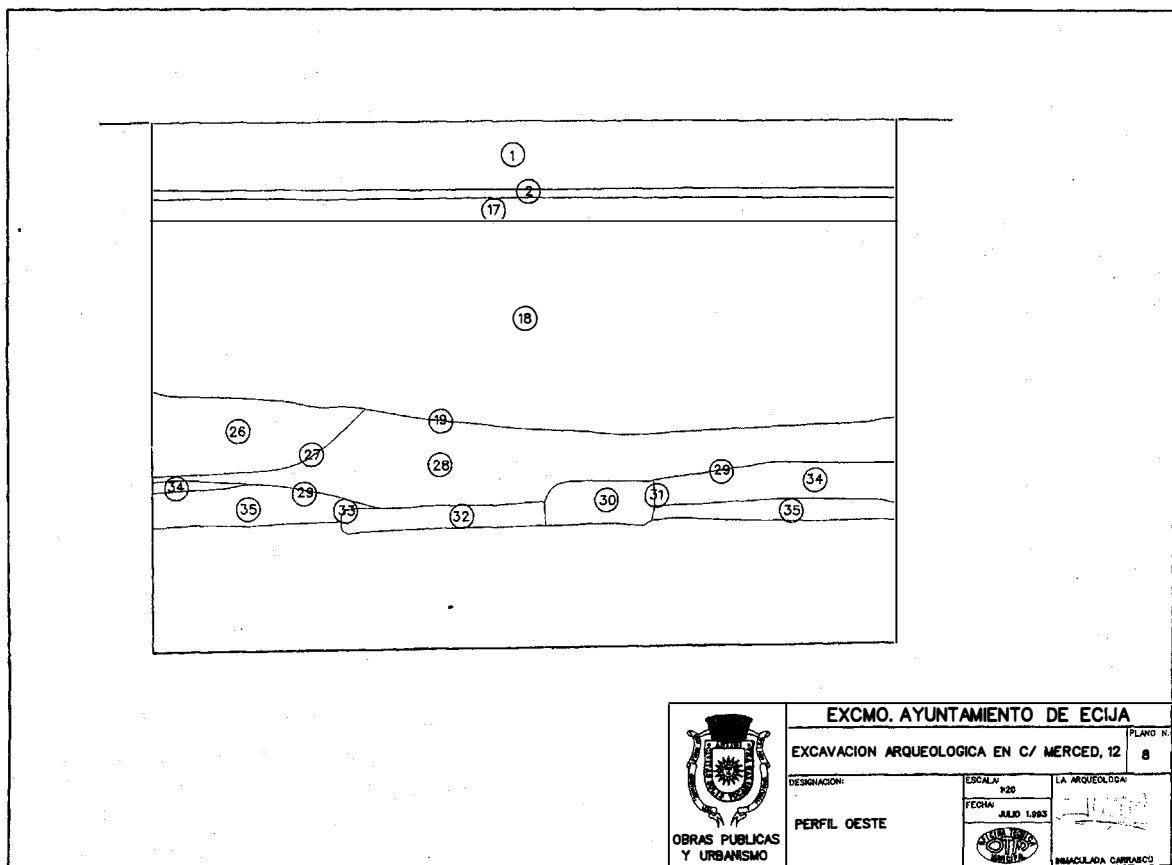 1
2
17
18
19
26
27
28
29
34
34
29
30
31
35
33
32
35
EXCMO. AYUNTAMIENTO DE ECIJA
EXCAVACION ARQUEOLOGICA EN C/ MERCED, 12
PLANO N.
8
DESIGNACION:
PERFIL OESTE
ESCALA:
1:20
FECHA:
JULIO 1.993
LA ARQUEOLOGA:
INMACULADA CARRASCO
OFICINA TECNICA
OBRAS PUBLICAS
Y URBANISMO